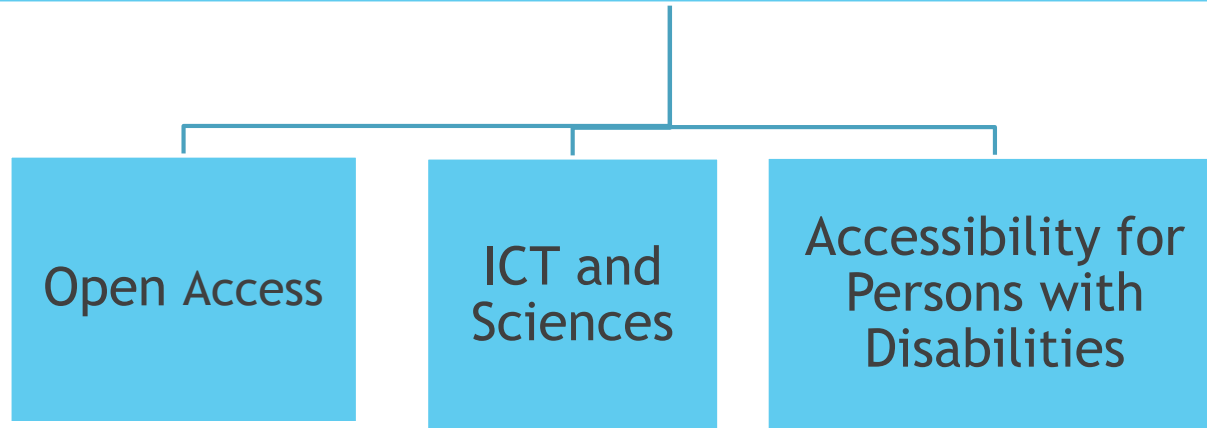 Open Access
ICT and
Sciences
Accessibility for
Persons with
Disabilities